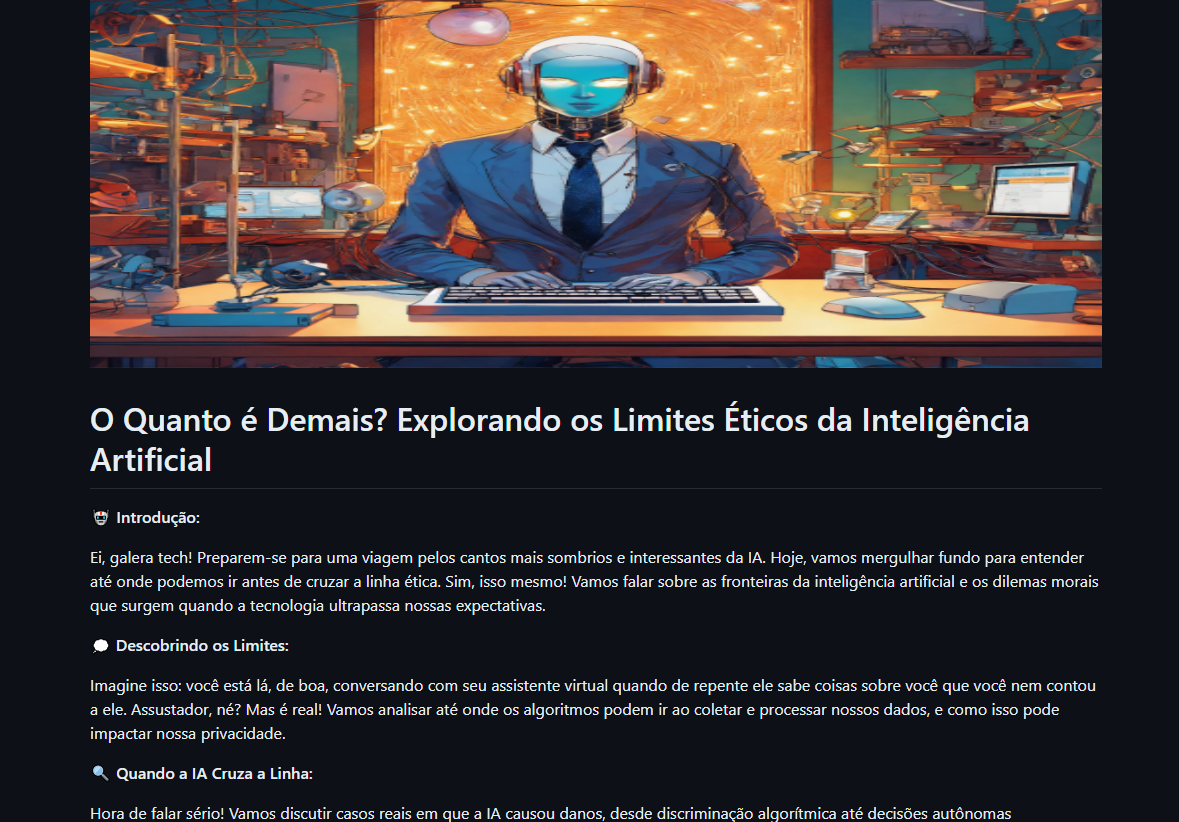 O Quanto é Demais? Explorando os Limites Éticos da Inteligência
Artificial
Introdução:
Ei, galera tech! Preparem-se para uma viagem pelos cantos mais sombrios e interessantes da IA. Hoje, vamos mergulhar fundo para entender
até onde podemos ir antes de cruzar a linha ética. Sim, isso mesmo! Vamos falar sobre as fronteiras da inteligência artificial e os dilemas morais
que surgem quando a tecnologia ultrapassa nossas expectativas.
Descobrindo os Limites:
Imagine isso: você está lá, de boa, conversando com seu assistente virtual quando de repente ele sabe coisas sobre você que você nem contou
a ele. Assustador, né? Mas é real! Vamos analisar até onde os algoritmos podem ir ao coletar e processar nossos dados, e como isso pode
impactar nossa privacidade.
Quando a IA Cruza a Linha:
Hora de falar sério! Vamos discutir casos reais em que a IA causou danos, desde discriminação algorítmica até decisões autônomas